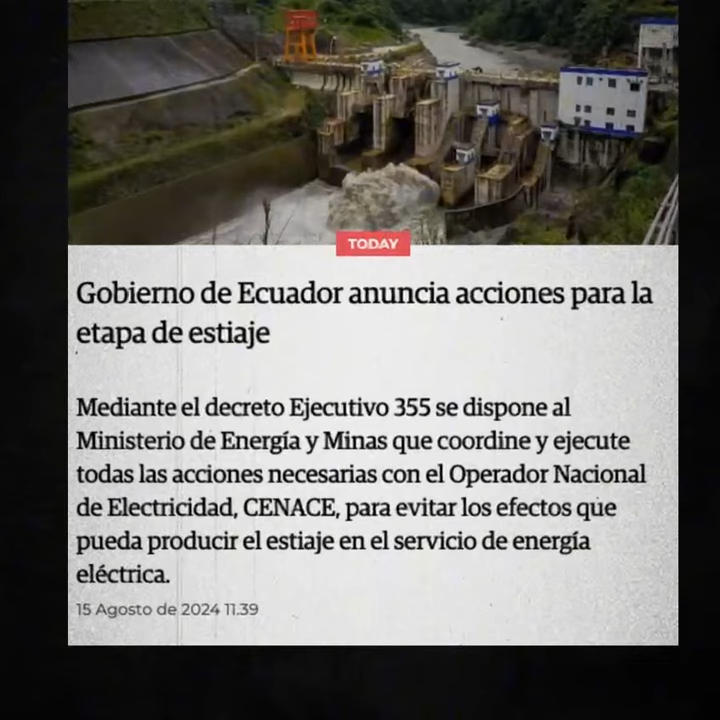 TODAY
Gobierno de Ecuador anuncia acciones para la
etapa de estiaje
Mediante el decreto Ejecutivo 355 se dispone al
Ministerio de Energía y Minas que coordine y ejecute
todas las acciones necesarias con el Operador Nacional
de Electricidad, CENACE, para evitar los efectos que
pueda producir el estiaje en el servicio de energía
eléctrica.
15 Agosto de 2024 11.39